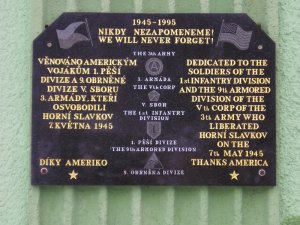 1945-1995
NIKDY NEZAPOMENEME!
WE WILL NEVER FORGET!
THE 3RD ARMY
3. ARMÁDA
THE V TH CORP
V. SBOR
THE 1ST INFANTRY
DIVISION
1. PĚŠÍ DIVIZE
THE 9TH ARMORED DIVISION
9. OBRNĚNÁ DIVIZE
VĚNOVÁNO AMERICKÝM
VOJÁKŮM 1. PĚŠÍ
DIVIZE A 9. OBRNĚNÉ
DIVIZE V. SBORU
3. ARMÁDY, KTEŘÍ
OSVOBODILI
HORNÍ SLAVKOV
7. KVĚTNA 1945
DÍKY AMERIKO
DEDICATED TO THE
SOLDIERS OF THE
1ST INFANTRY DIVISION
AND THE 9TH ARMORED
DIVISION OF THE
V TH CORP OF THE
3TH ARMY WHO
LIBERATED
HORNI SLAVKOV
ON THE
7TH MAY 1945
THANKS AMERICA